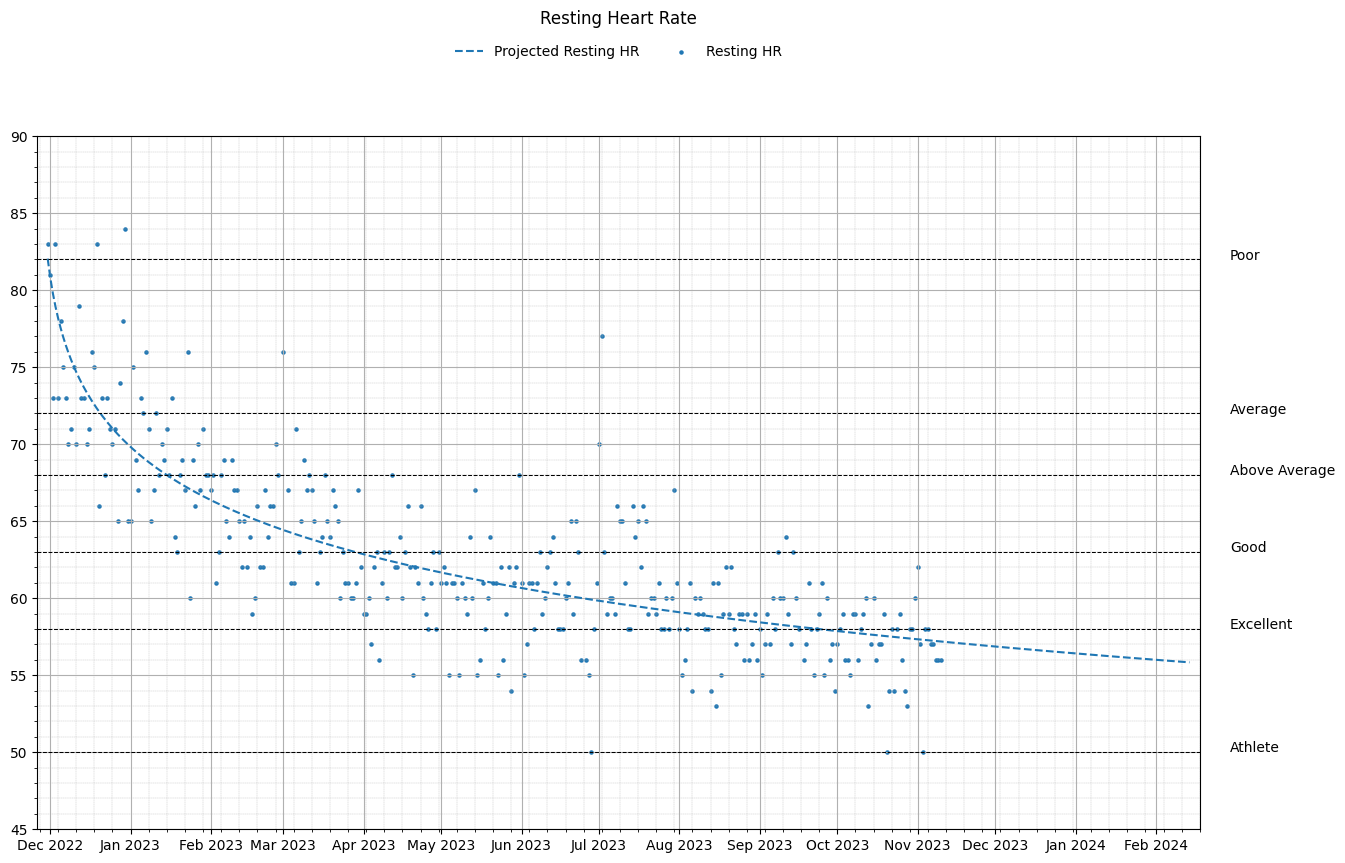 Resting Heart Rate
Projected Resting HR Resting HR
90
85
Poor
80
75
Average
70
Above Average
65
Good
60
Excellent
55
50
Athlete
45
Dec 2022 Jan 2023 Feb 2023 Mar 2023 Apr 2023 May 2023 Jun 2023 Jul 2023 Aug 2023 Sep 2023 Oct 2023 Nov 2023 Dec 2023 Jan 2024 Feb 2024